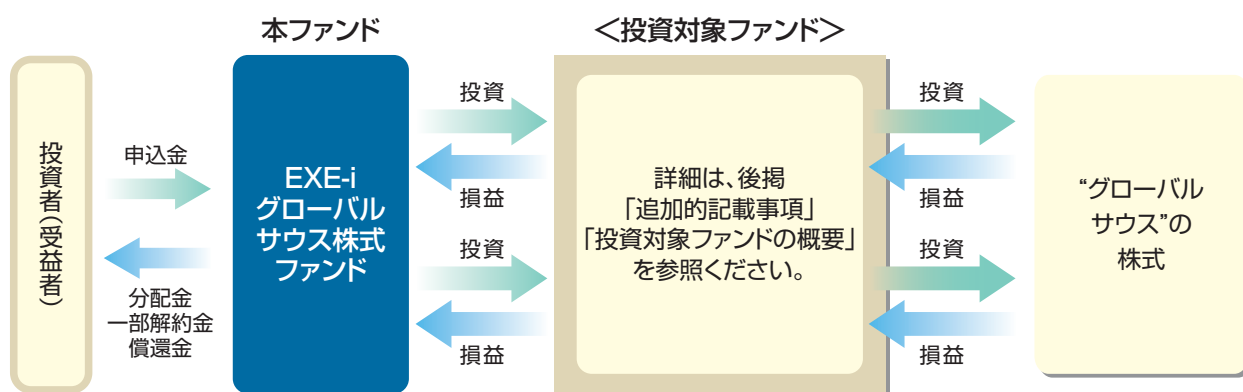 本ファンド
＜投資対象ファンド＞
投資者（受益者）
申込金
分配金
一部解約金
償還金
EXE-i
グローバル
サウス株式
ファンド
投資
損益
投資
損益
詳細は、後掲
「追加的記載事項」
「投資対象ファンドの概要」
を参照ください。
投資
損益
投資
損益
“グローバル
サウス”の
株式